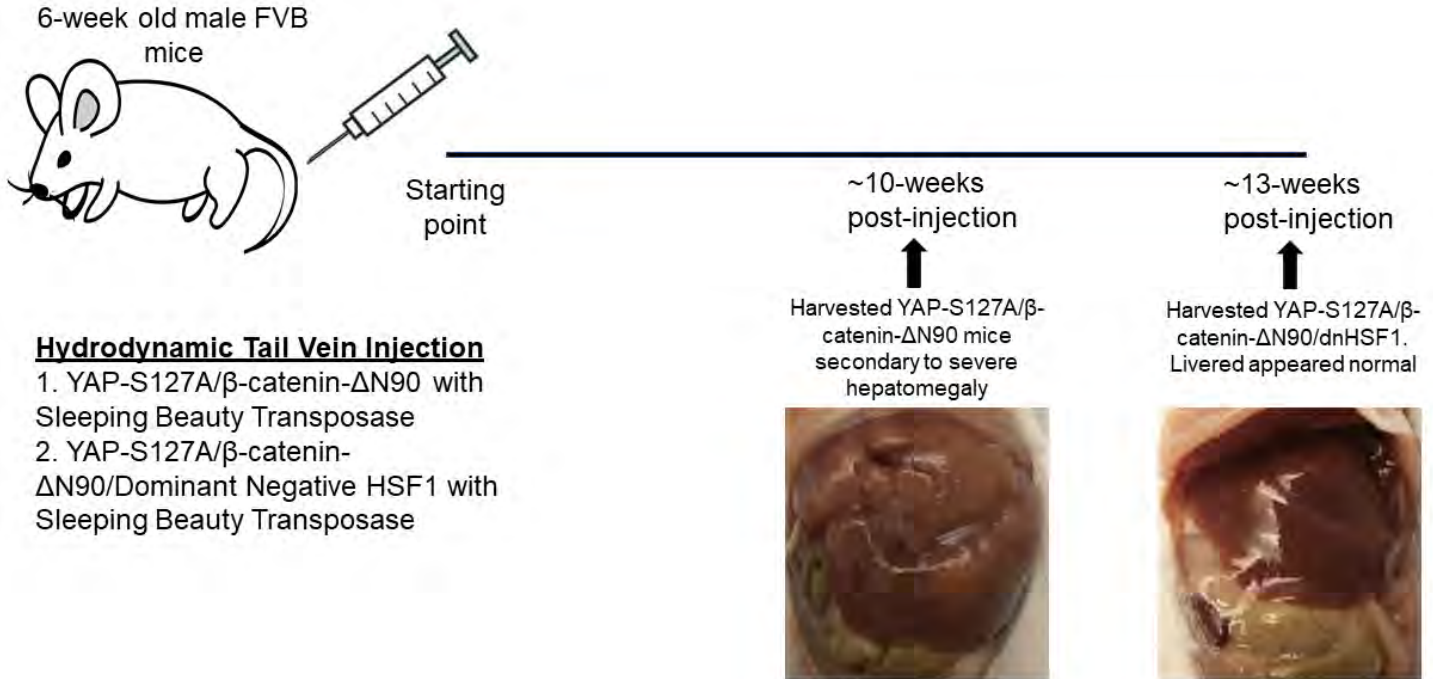 6-week old male FVB
mice
Starting
point
~10-weeks
post-injection
~13-weeks
post-injection
Harvested YAP-S127A/β-
catenin-ΔN90 mice
secondary to severe
hepatomegaly
Harvested YAP-S127A/β-
catenin-ΔN90/dnHSF1.
Livered appeared normal
Hydrodynamic Tail Vein Injection
1. YAP-S127A/β-catenin-ΔN90 with
Sleeping Beauty Transposase
2. YAP-S127A/β-catenin-
ΔN90/Dominant Negative HSF1 with
Sleeping Beauty Transposase